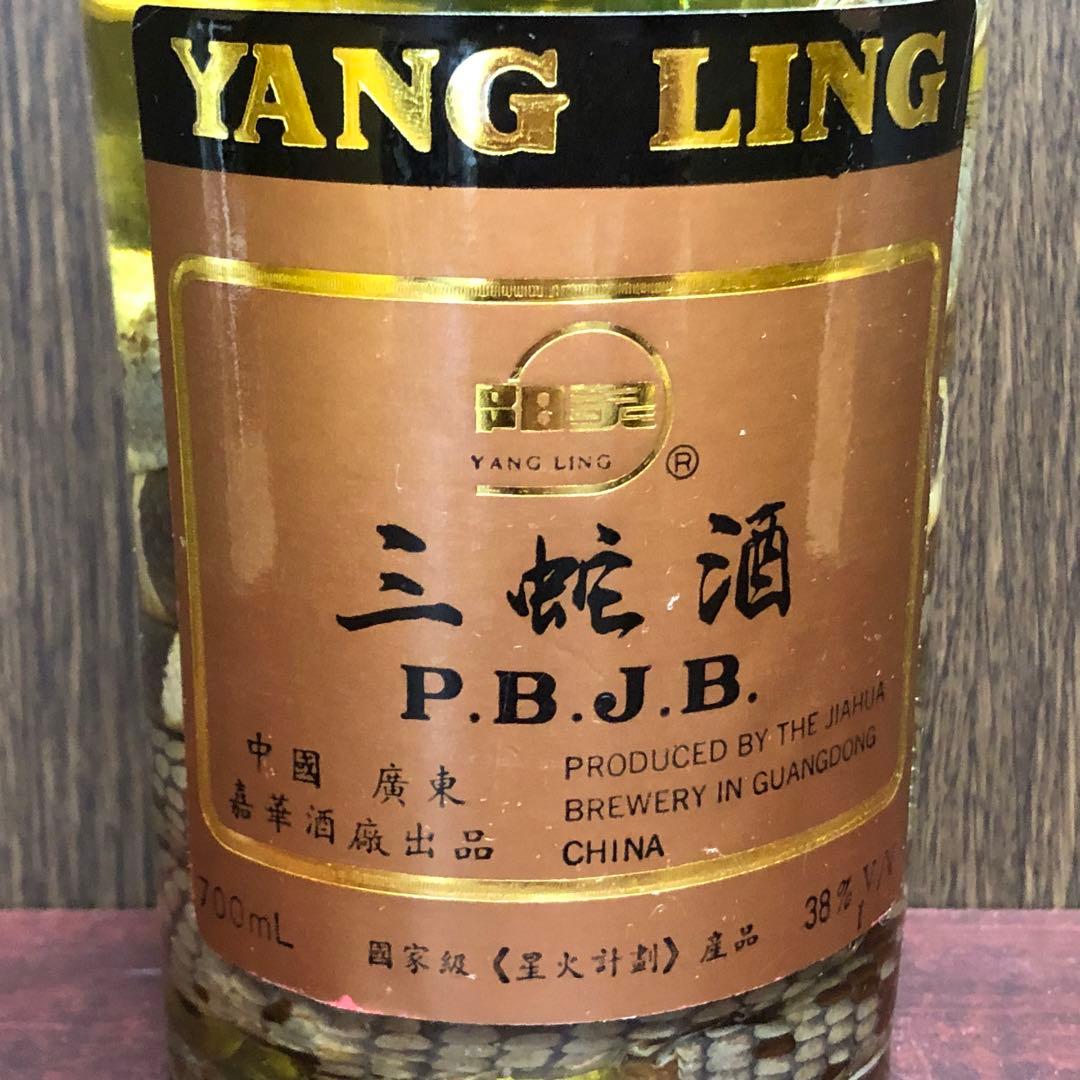 YANG LING
YANG LING
®
三蛇酒
P.B.J.B.
中國 廣東
嘉華酒廠出品
PRODUCED BY THE JIAHUA
BREWERY IN GUANGDONG
CHINA
700mL
38% V/V
國家級《星火計劃》産品